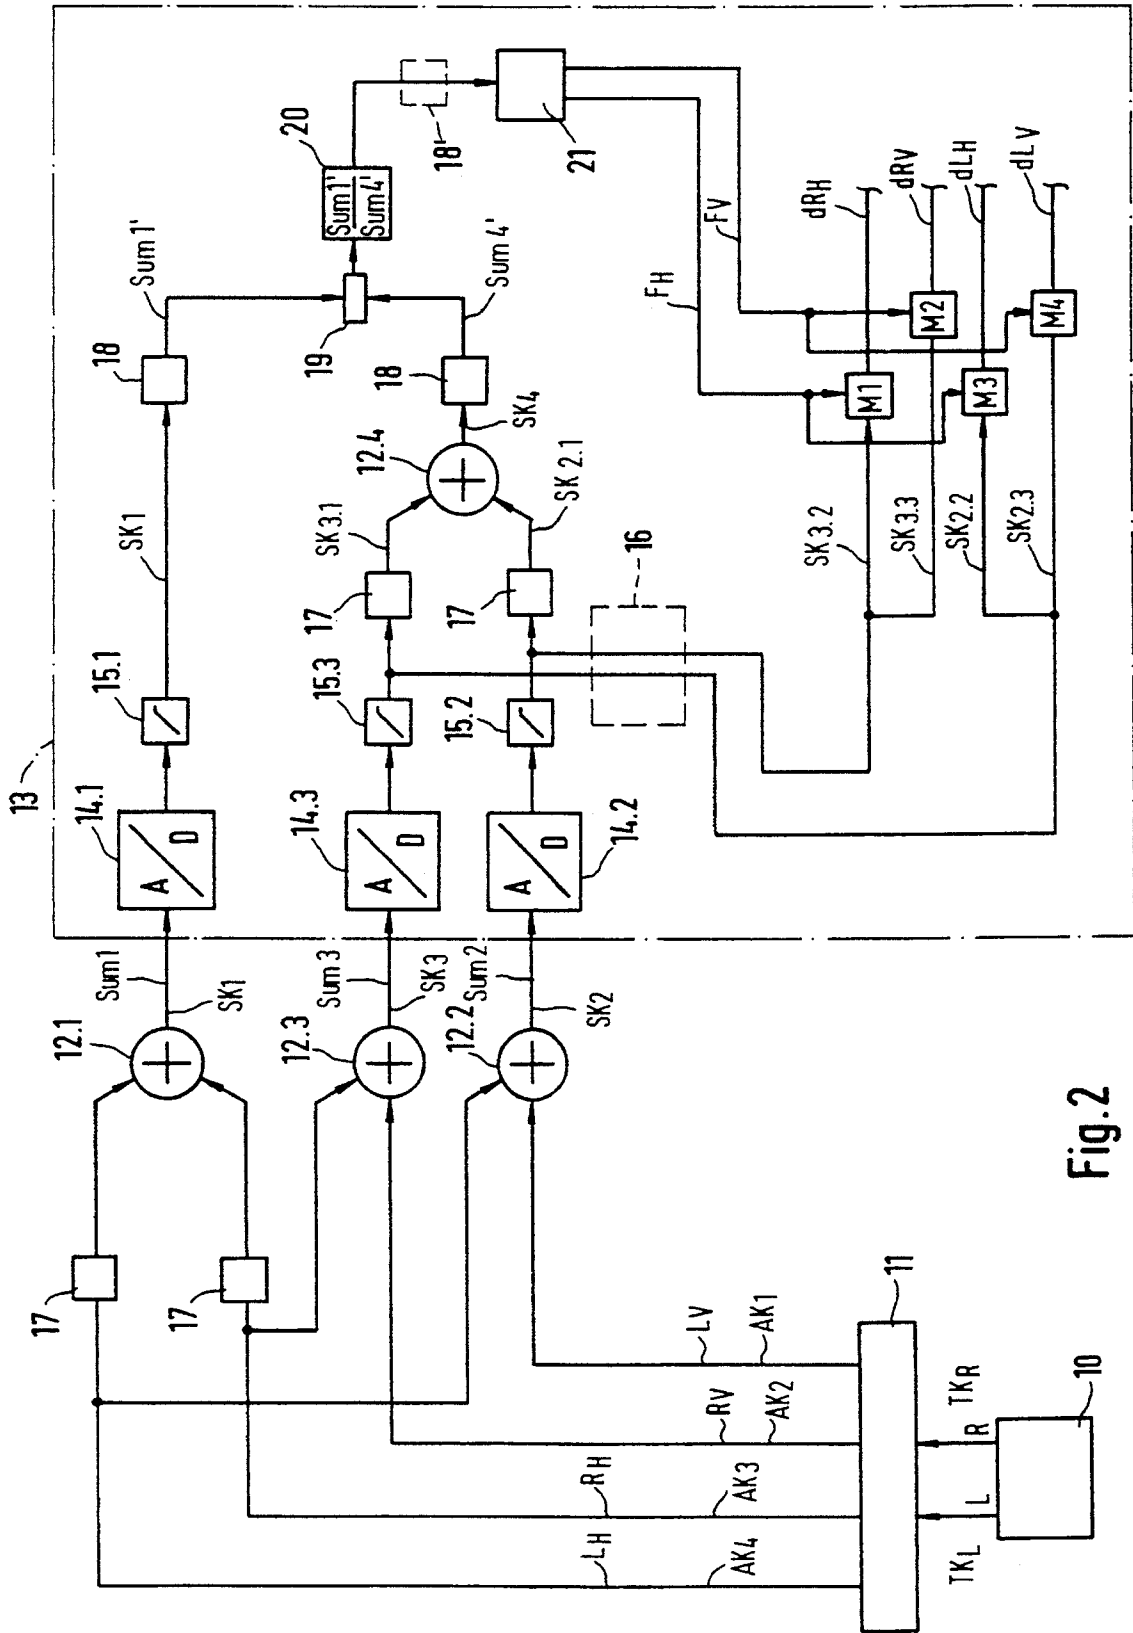 13
14.1
A
D
15.1
SK1
18
Sum1'
Sum1
SK1
12.1
17
17
20
Sum1'
Sum4'
19
18'
21
18
Sum4'
SK4
12.4
SK3.1
SK2.1
17
17
15.3
15.2
14.3
A
D
14.2
A
D
16
Sum3
SK3
12.3
Sum2
SK2
12.2
FH
FV
M1
M2
M3
M4
dRH
dRV
dLH
dLV
SK3.2
SK3.3
SK2.2
SK2.3
LH
AK4
RH
AK3
RV
AK2
LV
AK1
11
TKL
L
R
TKR
10
Fig.2